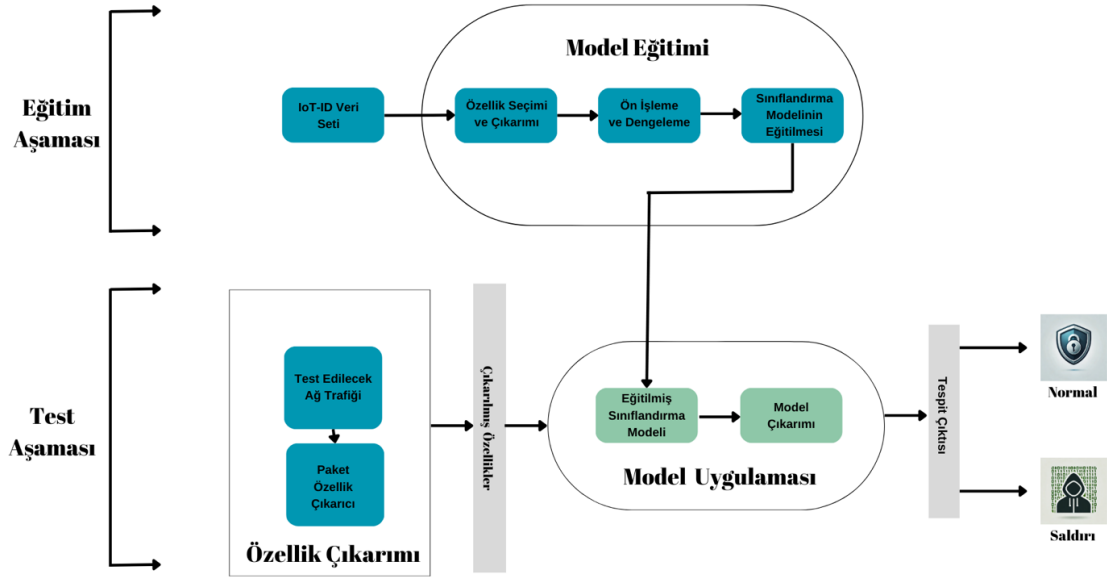 Model Eğitimi
Eğitim
Aşaması
IoT-ID Veri
Seti
Özellik Seçimi
ve Çıkarımı
Ön İşleme
ve Dengeleme
Sınıflandırma
Modelinin
Eğitilmesi
Test
Aşaması
Test Edilecek
Ağ Trafiği
Paket
Özellik
Çıkarıcı
Özellik Çıkarımı
Çıkarılmış Özellikler
Eğitilmiş
Sınıflandırma
Modeli
Model
Çıkarımı
Model Uygulaması
Tespit Çıktısı
Normal
Saldırı